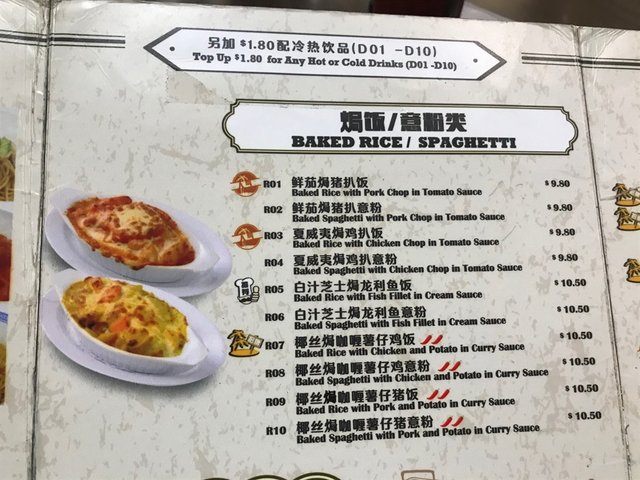 另加 $1.80配冷热饮品(D01 -D10)
Top Up $1.80 for Any Hot or Cold Drinks (D01 -D10)
焗饭/意粉类
BAKED RICE / SPAGHETTI
R01 鲜茄焗猪扒饭 $ 9.80
Baked Rice with Pork Chop in Tomato Sauce
R02 鲜茄焗猪扒意粉 $ 9.80
Baked Spaghetti with Pork Chop in Tomato Sauce
R03 夏威夷焗鸡扒饭 $ 9.80
Baked Rice with Chicken Chop in Tomato Sauce
R04 夏威夷焗鸡扒意粉 $ 9.80
Baked Spaghetti with Chicken Chop in Tomato Sauce
R05 白汁芝士焗龙利鱼饭 $ 10.50
Baked Rice with Fish Fillet in Cream Sauce
R06 白汁芝士焗龙利鱼意粉 $ 10.50
Baked Spaghetti with Fish Fillet in Cream Sauce
R07 椰丝焗咖喱薯仔鸡饭 $ 10.50
Baked Rice with Chicken and Potato in Curry Sauce
R08 椰丝焗咖喱薯仔鸡意粉 $ 10.50
Baked Spaghetti with Chicken and Potato in Curry Sauce
R09 椰丝焗咖喱薯仔猪饭 $ 10.50
Baked Rice with Pork and Potato in Curry Sauce
R10 椰丝焗咖喱薯仔猪意粉 $ 10.50
Baked Spaghetti with Pork and Potato in Curry Sauce